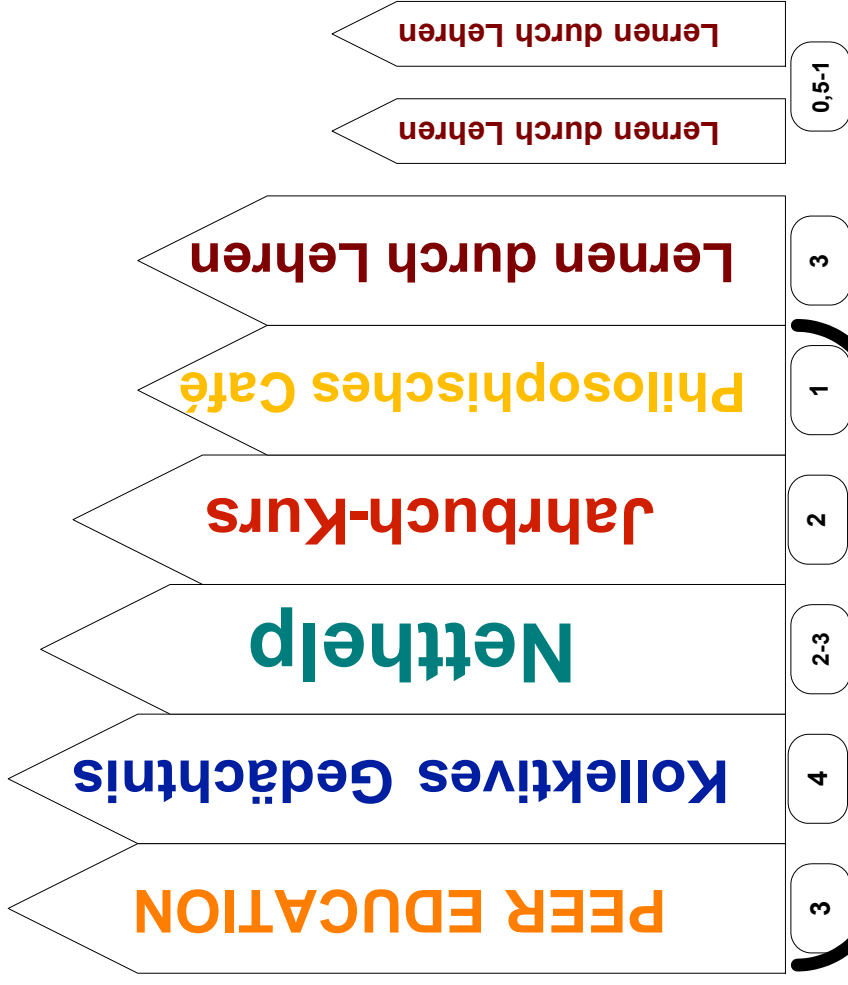 PEER EDUCATION
3
Kollektives Gedächtnis
4
Netthelp
2-3
Jahrbuch-Kurs
2
Philosophisches Café
1
Lernen durch Lehren
3
Lernen durch Lehren
Lernen durch Lehren
0,5-1